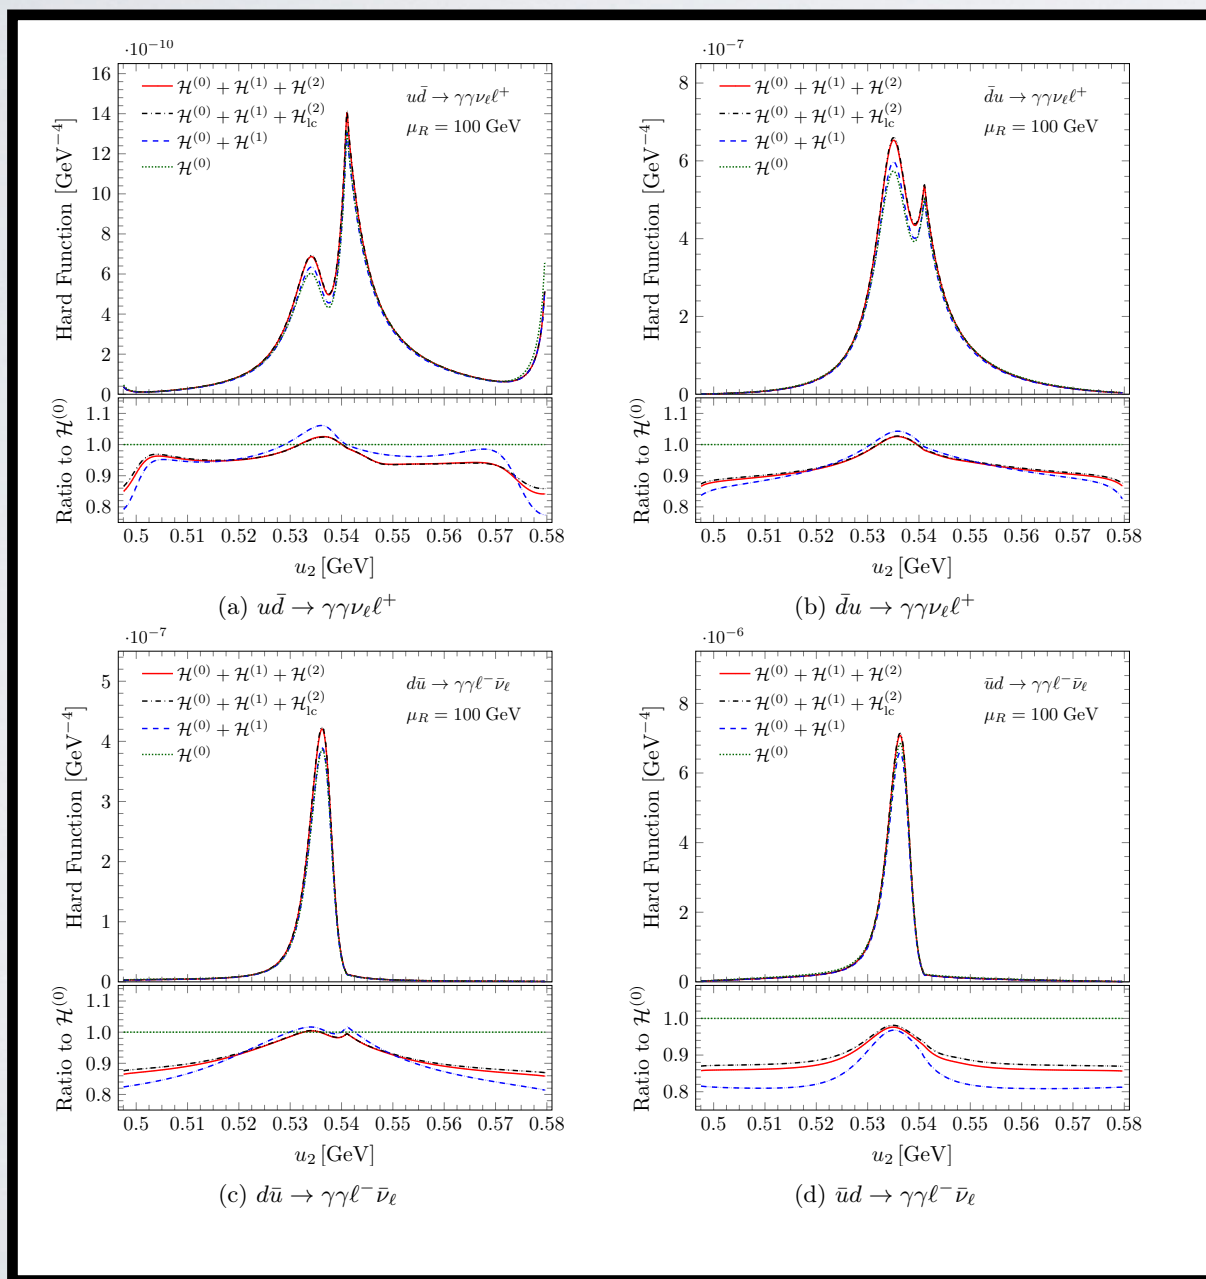 ·10⁻¹⁰
16
14
12
10
8
6
4
2
0
Hard Function [GeV⁻⁴]
ℋ⁽⁰⁾ + ℋ⁽¹⁾ + ℋ⁽²⁾
ℋ⁽⁰⁾ + ℋ⁽¹⁾ + ℋ⁽²⁾_lc
ℋ⁽⁰⁾ + ℋ⁽¹⁾
ℋ⁽⁰⁾
ud̄ → γγν_ℓℓ⁺
μ_R = 100 GeV
1.1
1.0
0.9
0.8
Ratio to ℋ⁽⁰⁾
0.5 0.51 0.52 0.53 0.54 0.55 0.56 0.57 0.58
u₂ [GeV]
(a) ud̄ → γγν_ℓℓ⁺
·10⁻⁷
8
6
4
2
0
Hard Function [GeV⁻⁴]
ℋ⁽⁰⁾ + ℋ⁽¹⁾ + ℋ⁽²⁾
ℋ⁽⁰⁾ + ℋ⁽¹⁾ + ℋ⁽²⁾_lc
ℋ⁽⁰⁾ + ℋ⁽¹⁾
ℋ⁽⁰⁾
d̄u → γγν_ℓℓ⁺
μ_R = 100 GeV
1.1
1.0
0.9
0.8
Ratio to ℋ⁽⁰⁾
0.5 0.51 0.52 0.53 0.54 0.55 0.56 0.57 0.58
u₂ [GeV]
(b) d̄u → γγν_ℓℓ⁺
·10⁻⁷
5
4
3
2
1
0
Hard Function [GeV⁻⁴]
ℋ⁽⁰⁾ + ℋ⁽¹⁾ + ℋ⁽²⁾
ℋ⁽⁰⁾ + ℋ⁽¹⁾ + ℋ⁽²⁾_lc
ℋ⁽⁰⁾ + ℋ⁽¹⁾
ℋ⁽⁰⁾
dū → γγℓ⁻ν̄_ℓ
μ_R = 100 GeV
1.1
1.0
0.9
0.8
Ratio to ℋ⁽⁰⁾
0.5 0.51 0.52 0.53 0.54 0.55 0.56 0.57 0.58
u₂ [GeV]
(c) dū → γγℓ⁻ν̄_ℓ
·10⁻⁶
8
6
4
2
0
Hard Function [GeV⁻⁴]
ℋ⁽⁰⁾ + ℋ⁽¹⁾ + ℋ⁽²⁾
ℋ⁽⁰⁾ + ℋ⁽¹⁾ + ℋ⁽²⁾_lc
ℋ⁽⁰⁾ + ℋ⁽¹⁾
ℋ⁽⁰⁾
ūd → γγℓ⁻ν̄_ℓ
μ_R = 100 GeV
1.0
0.9
0.8
Ratio to ℋ⁽⁰⁾
0.5 0.51 0.52 0.53 0.54 0.55 0.56 0.57 0.58
u₂ [GeV]
(d) ūd → γγℓ⁻ν̄_ℓ